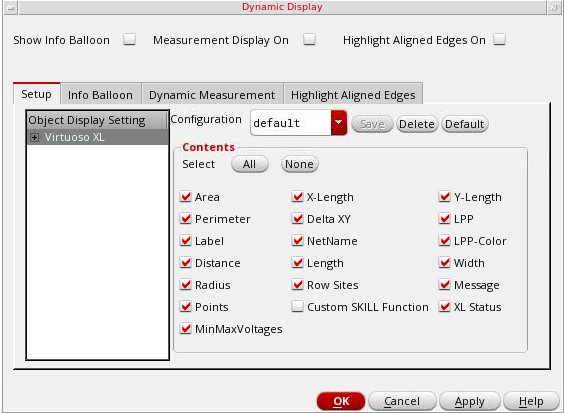 Dynamic Display
Show Info Balloon Measurement Display On Highlight Aligned Edges On
Setup Info Balloon Dynamic Measurement Highlight Aligned Edges
Object Display Setting Configuration default Save Delete Default
Virtuoso XL
Contents
Select All None
Area X-Length Y-Length
Perimeter Delta XY LPP
Label NetName LPP-Color
Distance Length Width
Radius Row Sites Message
Points Custom SKILL Function XL Status
MinMaxVoltages
OK Cancel Apply Help